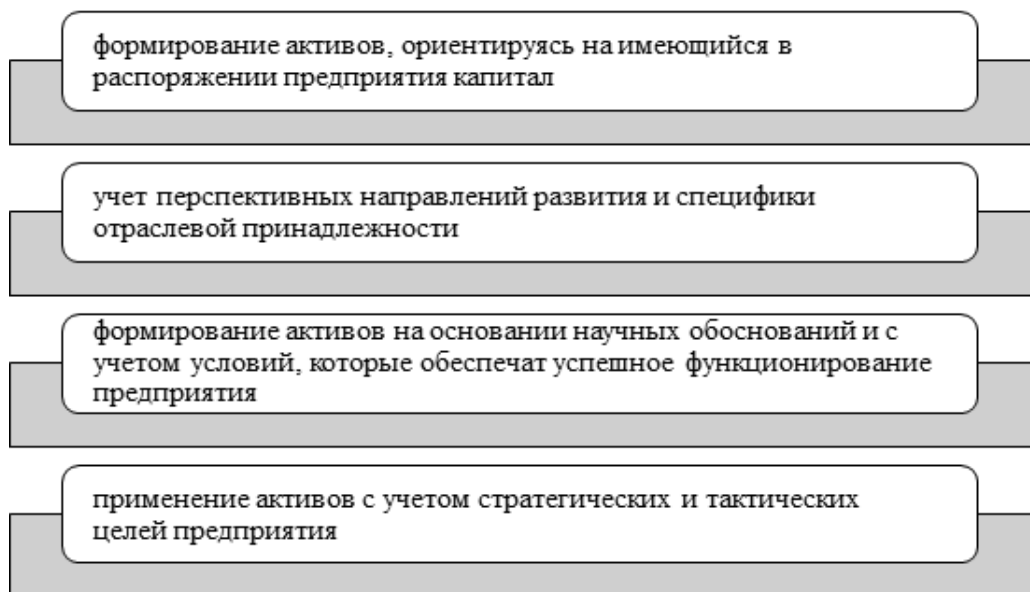 формирование активов, ориентируясь на имеющийся в
распоряжении предприятия капитал
учет перспективных направлений развития и специфики
отраслевой принадлежности
формирование активов на основании научных обоснований и с
учетом условий, которые обеспечат успешное функционирование
предприятия
применение активов с учетом стратегических и тактических
целей предприятия